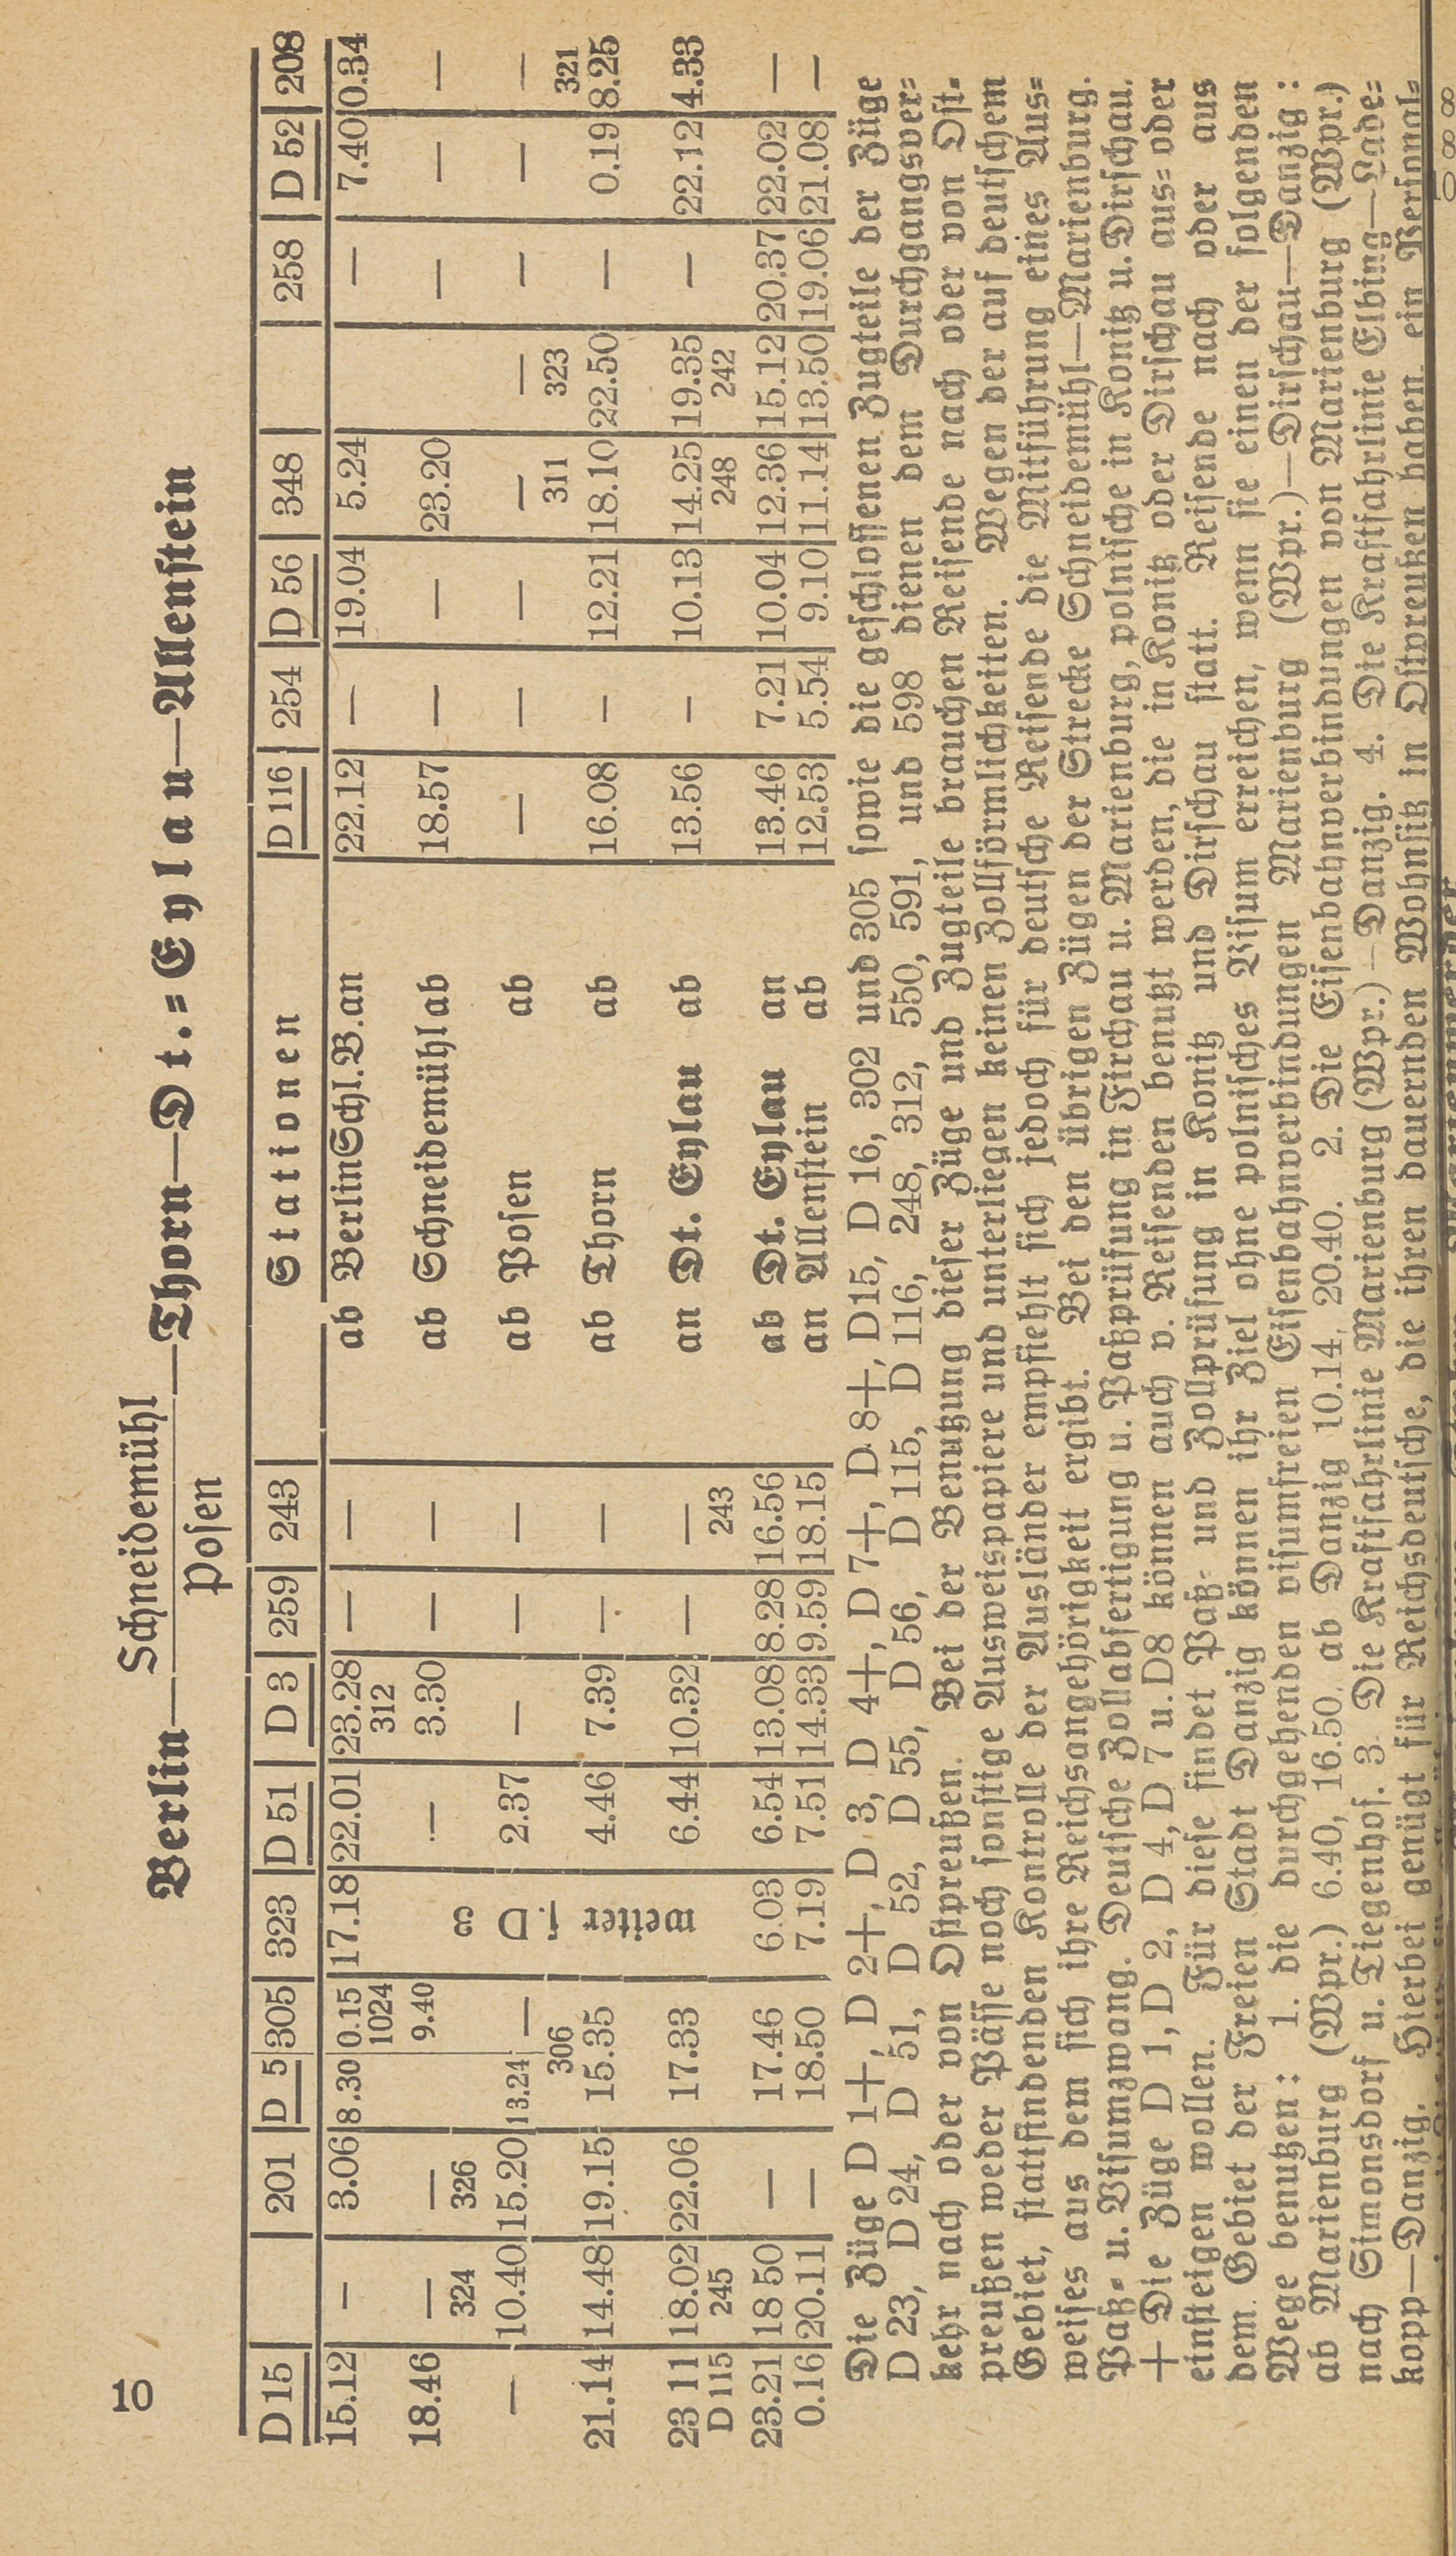 10
Berlin—Schneidemühl/Posen—Thorn—Dt.=Eylau—Allenstein
D 15 | | 201 | D 5 | 305 | 323 | D 51 | D 3 | 259 | 243 | Stationen | D 116 | 254 | D 56 | 348 | | 258 | D 52 | 208
15.12 | — | 3.06 | 8.30 | 0.15 | 17.18 | 22.01 | 23.28 | — | — | ab Berlin Schl. B. an | 22.12 | — | 19.04 | 5.24 | | — | 7.40 | 0.34
1024 | 312
18.46 | — | — | | 9.40 | | — | 3.30 | — | — | ab Schneidemühl ab | 18.57 | — | — | 23.20 | | — | — | —
324 | 326 | 3
— | 10.40 | 15.20 | 13.24 | — | D | 2.37 | — | — | — | ab Posen ab | — | — | — | — | — | — | — | —
306 | i. | 311 | 323 | 321
21.14 | 14.48 | 19.15 | 15.35 | weiter | 4.46 | 7.39 | — | — | ab Thorn ab | 16.08 | — | 12.21 | 18.10 | 22.50 | — | 0.19 | 8.25
23 11 | 18.02 | 22.06 | 17.33 | | 6.44 | 10.32 | — | — | an Dt. Eylau ab | 13.56 | — | 10.13 | 14.25 | 19.35 | — | 22.12 | 4.33
D 115 | 245 | 243 | 248 | 242
23.21 | 18 50 | — | 17.46 | 6.03 | 6.54 | 13.08 | 8.28 | 16.56 | ab Dt. Eylau an | 13.46 | 7.21 | 10.04 | 12.36 | 15.12 | 20.37 | 22.02 | —
0.16 | 20.11 | — | 18.50 | 7.19 | 7.51 | 14.33 | 9.59 | 18.15 | an Allenstein ab | 12.53 | 5.54 | 9.10 | 11.14 | 13.50 | 19.06 | 21.08 | —
Die Züge D 1+, D 2+, D 3, D 4+, D 7+, D 8+, D15, D 16, 302 und 305 sowie die geschlossenen Zugteile der Züge
D 23, D 24, D 51, D 52, D 55, D 56, D 115, D 116, 248, 312, 550, 591, und 598 dienen dem Durchgangsver=
kehr nach oder von Ostpreußen. Bei der Benutzung dieser Züge und Zugteile brauchen Reisende nach oder von Ost-
preußen weder Pässe noch sonstige Ausweispapiere und unterliegen keinen Zollförmlichkeiten. Wegen der auf deutschem
Gebiet, stattfindenden Kontrolle der Ausländer empfiehlt sich jedoch für deutsche Reisende die Mitführung eines Aus=
weises aus dem sich ihre Reichsangehörigkeit ergibt. Bei den übrigen Zügen der Strecke Schneidemühl—Marienburg.
Paß- u. Visumzwang. Deutsche Zollabfertigung u. Paßprüfung in Firchau u. Marienburg, polnische in Konitz u. Dirschau.
+ Die Züge D 1, D 2, D 4, D 7 u. D8 können auch v. Reisenden benutzt werden, die in Konitz oder Dirschau aus= oder
einsteigen wollen. Für diese findet Paß- und Zollprüfung in Konitz und Dirschau statt. Reisende nach oder aus
dem Gebiet der Freien Stadt Danzig können ihr Ziel ohne polnisches Visum erreichen, wenn sie einen der folgenden
Wege benutzen: 1. die durchgehenden visumfreien Eisenbahnverbindungen Marienburg (Wpr.)—Dirschau—Danzig:
ab Marienburg (Wpr.) 6.40, 16.50, ab Danzig 10.14, 20.40. 2. Die Eisenbahnverbindungen von Marienburg (Wpr.)
nach Simonsdorf u. Tiegenhof. 3. Die Kraftfahrlinie Marienburg (Wpr.)—Danzig. 4. Die Kraftfahrlinie Elbing—Lade=
kopp—Danzig. Hierbei genügt für Reichsdeutsche, die ihren dauernden Wohnsitz in Ostpreußen haben, ein Personal=